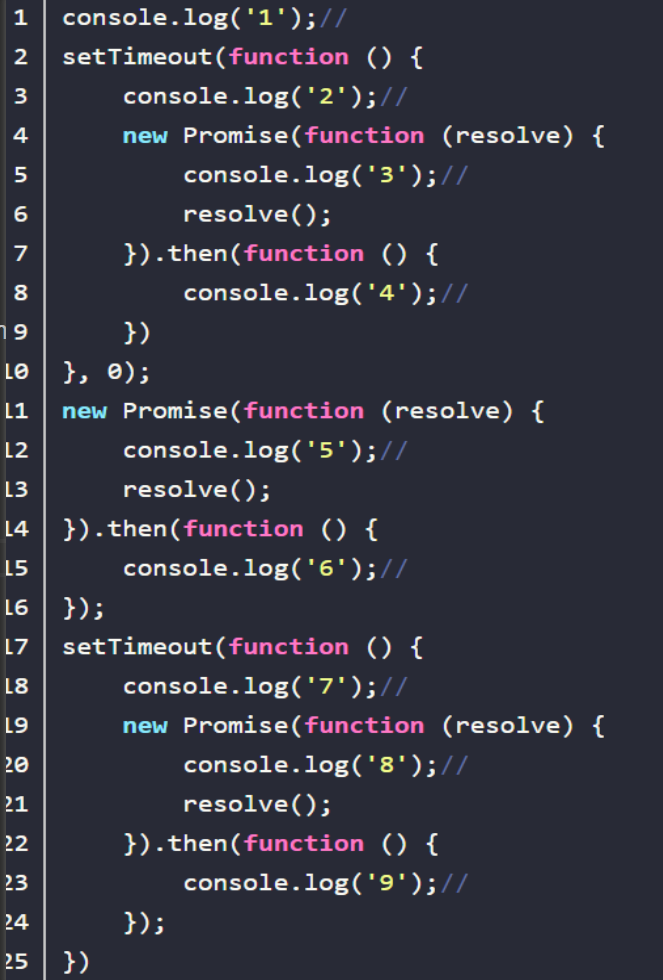 1 console.log('1');//
2 setTimeout(function () {
3     console.log('2');//
4     new Promise(function (resolve) {
5         console.log('3');//
6         resolve();
7     }).then(function () {
8         console.log('4');//
9     })
10 }, 0);
11 new Promise(function (resolve) {
12     console.log('5');//
13     resolve();
14 }).then(function () {
15     console.log('6');//
16 });
17 setTimeout(function () {
18     console.log('7');//
19     new Promise(function (resolve) {
20         console.log('8');//
21         resolve();
22     }).then(function () {
23         console.log('9');//
24     });
25 })